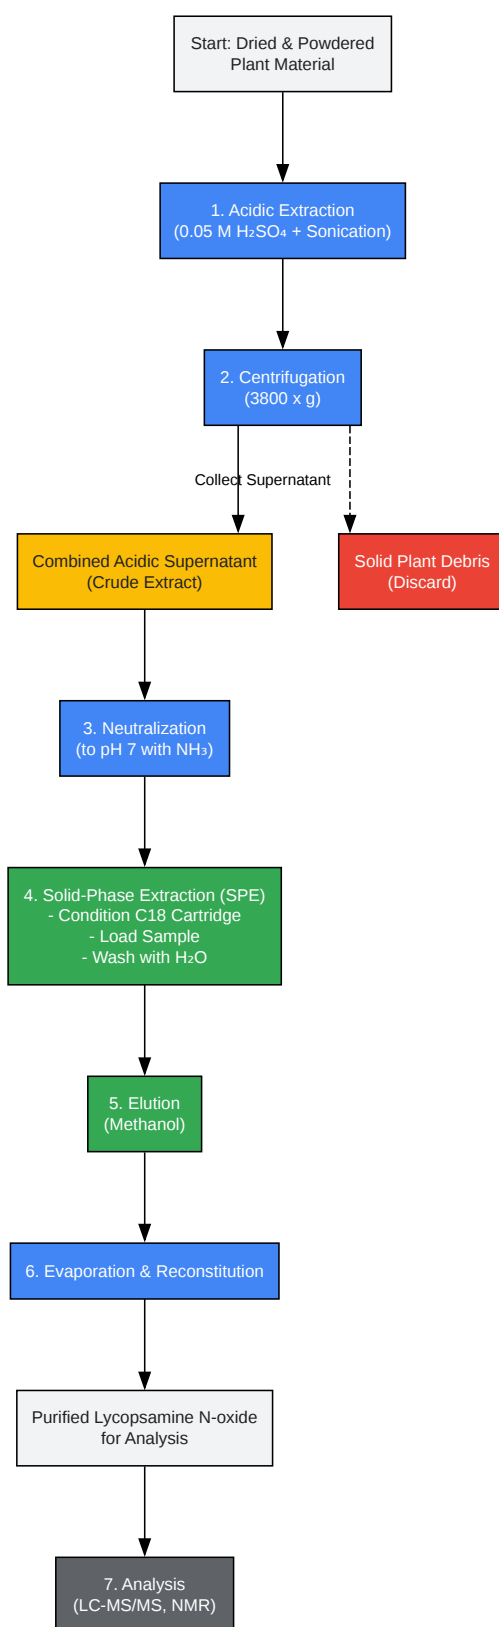 Start: Dried & Powdered
Plant Material
1. Acidic Extraction
(0.05 M H₂SO₄ + Sonication)
2. Centrifugation
(3800 x g)
Collect Supernatant
Combined Acidic Supernatant
(Crude Extract)
Solid Plant Debris
(Discard)
3. Neutralization
(to pH 7 with NH₃)
4. Solid-Phase Extraction (SPE)
- Condition C18 Cartridge
- Load Sample
- Wash with H₂O
5. Elution
(Methanol)
6. Evaporation & Reconstitution
Purified Lycopsamine N-oxide
for Analysis
7. Analysis
(LC-MS/MS, NMR)